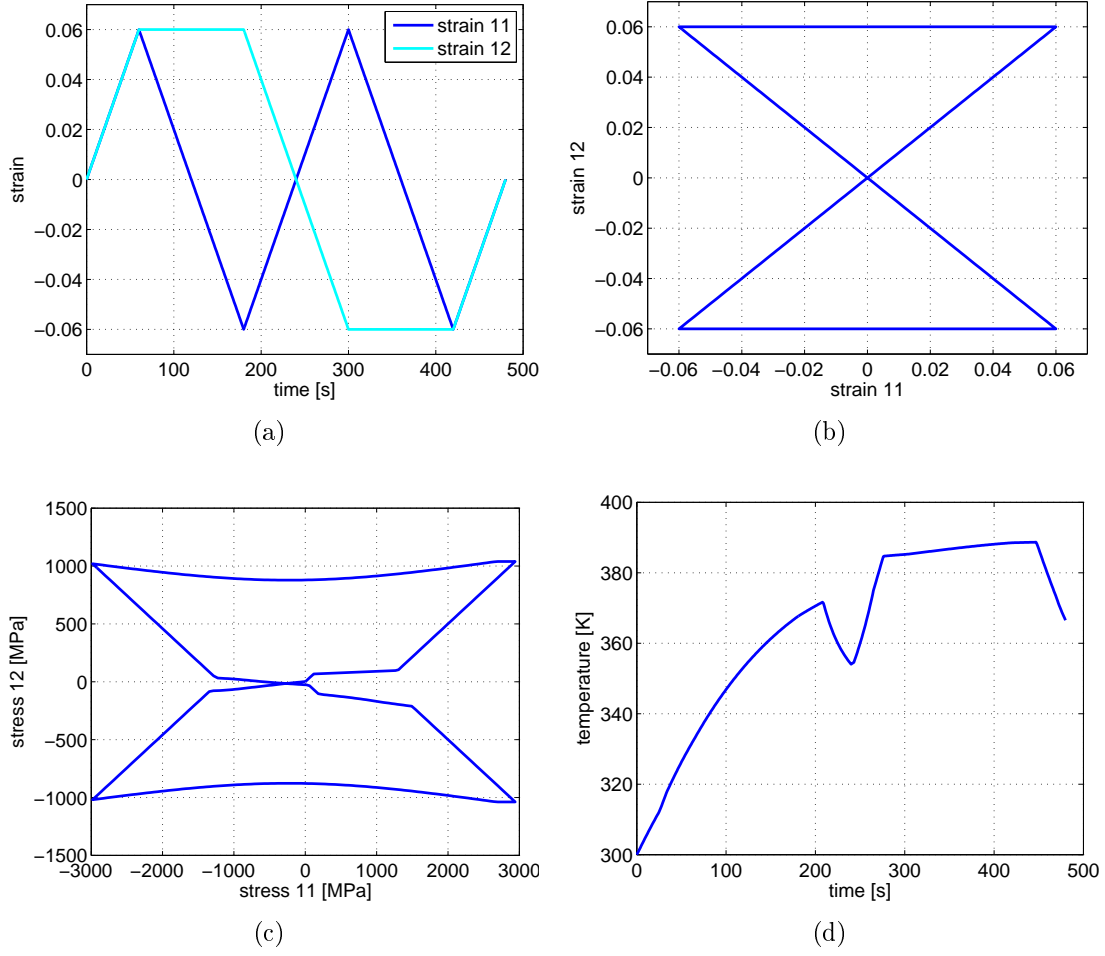 0.06
0.04
0.02
0
−0.02
−0.04
−0.06
strain
0 100 200 300 400 500
time [s]
strain 11
strain 12
(a)
0.06
0.04
0.02
0
−0.02
−0.04
−0.06
strain 12
−0.06 −0.04 −0.02 0 0.02 0.04 0.06
strain 11
(b)
1500
1000
500
0
−500
−1000
−1500
stress 12 [MPa]
−3000 −2000 −1000 0 1000 2000 3000
stress 11 [MPa]
(c)
400
380
360
340
320
300
temperature [K]
0 100 200 300 400 500
time [s]
(d)